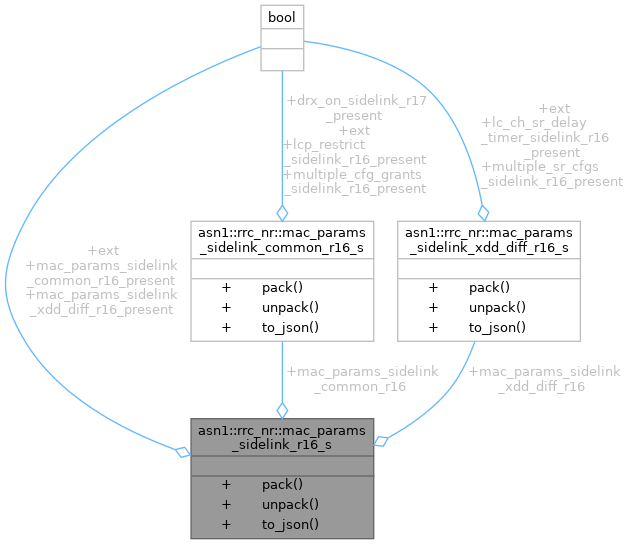 bool
+drx_on_sidelink_r17
_present
+ext
+lcp_restrict
_sidelink_r16_present
+multiple_cfg_grants
_sidelink_r16_present
+ext
+lc_ch_sr_delay
_timer_sidelink_r16
_present
+multiple_sr_cfgs
_sidelink_r16_present
+ext
+mac_params_sidelink
_common_r16_present
+mac_params_sidelink
_xdd_diff_r16_present
asn1::rrc_nr::mac_params
_sidelink_common_r16_s
+ pack()
+ unpack()
+ to_json()
asn1::rrc_nr::mac_params
_sidelink_xdd_diff_r16_s
+ pack()
+ unpack()
+ to_json()
+mac_params_sidelink
_common_r16
+mac_params_sidelink
_xdd_diff_r16
asn1::rrc_nr::mac_params
_sidelink_r16_s
+ pack()
+ unpack()
+ to_json()